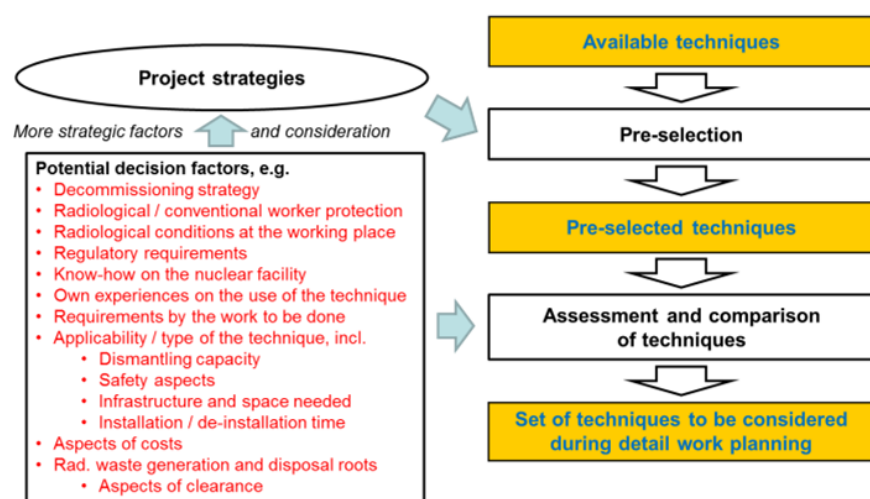 Project strategies
More strategic factors and consideration
Potential decision factors, e.g.
• Decommissioning strategy
• Radiological / conventional worker protection
• Radiological conditions at the working place
• Regulatory requirements
• Know-how on the nuclear facility
• Own experiences on the use of the technique
• Requirements by the work to be done
• Applicability / type of the technique, incl.
• Dismantling capacity
• Safety aspects
• Infrastructure and space needed
• Installation / de-installation time
• Aspects of costs
• Rad. waste generation and disposal roots
• Aspects of clearance
Available techniques
Pre-selection
Pre-selected techniques
Assessment and comparison
of techniques
Set of techniques to be considered
during detail work planning